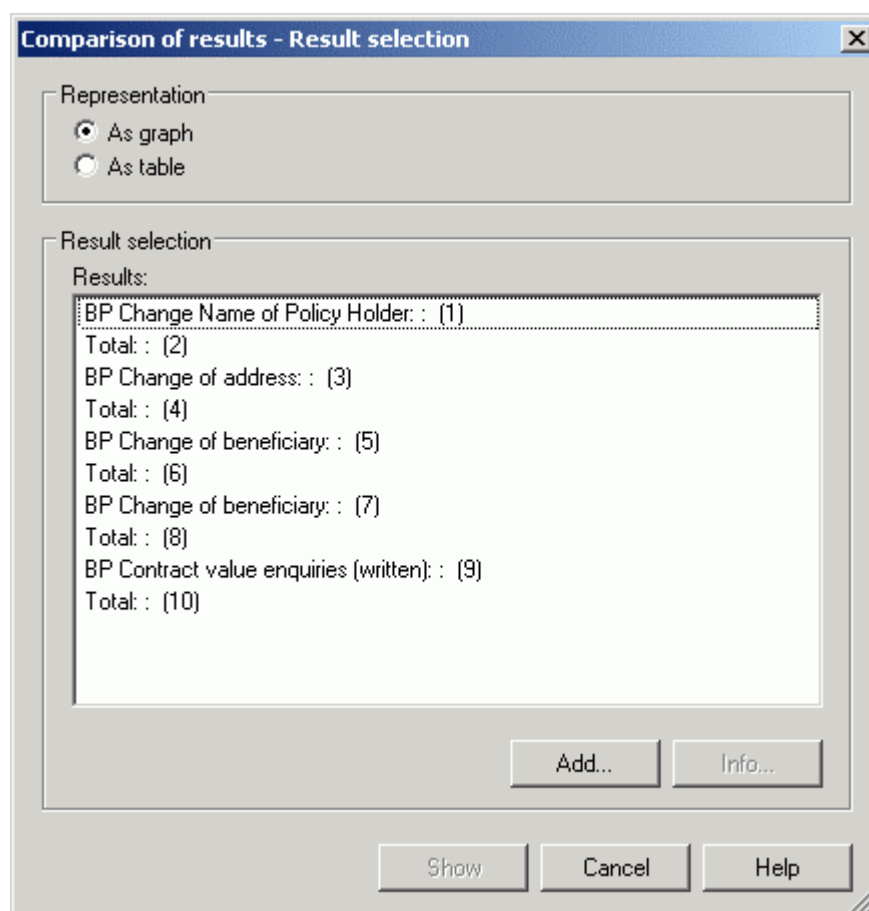 Comparison of results - Result selection
Representation
As graph
As table
Result selection
Results:
BP Change Name of Policy Holder: :  (1)
Total: :  (2)
BP Change of address: :  (3)
Total: :  (4)
BP Change of beneficiary: :  (5)
Total: :  (6)
BP Change of beneficiary: :  (7)
Total: :  (8)
BP Contract value enquiries (written): :  (9)
Total: :  (10)
Add... Info...
Show Cancel Help